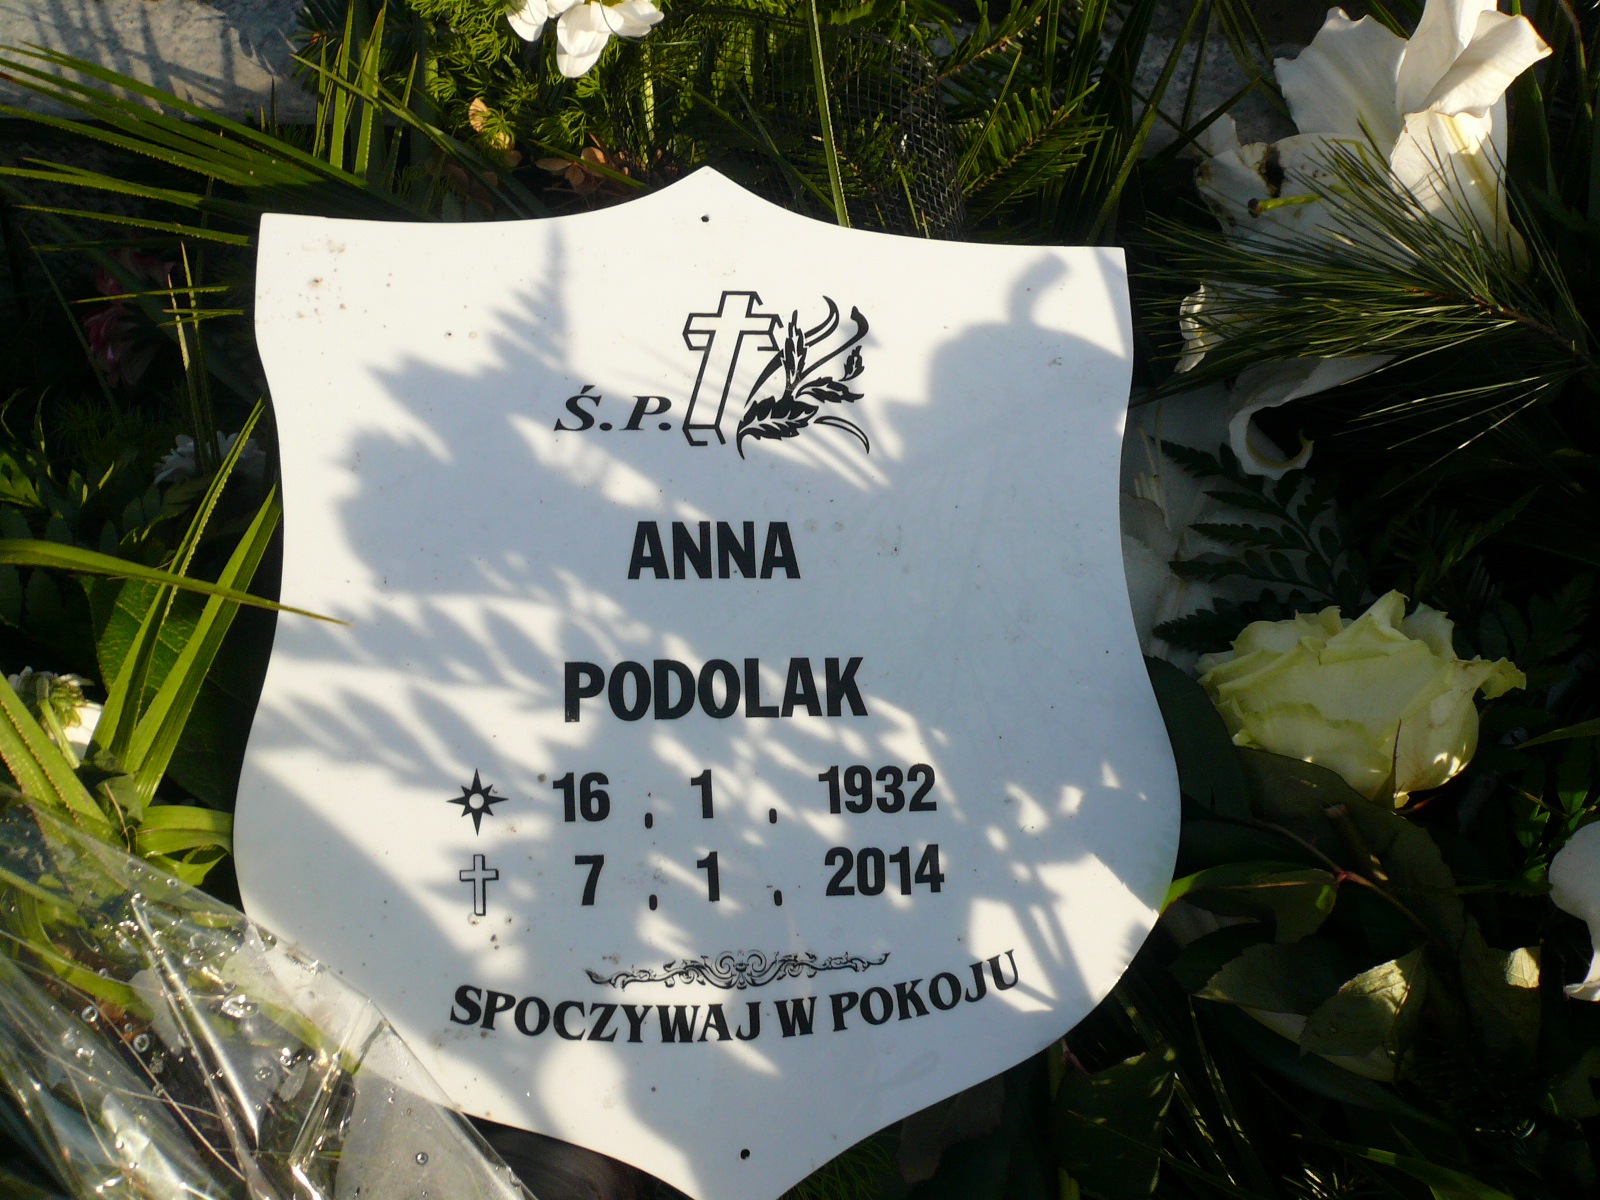 Ś.P.
ANNA
PODOLAK
16 . 1 . 1932
7 . 1 . 2014
SPOCZYWAJ W POKOJU